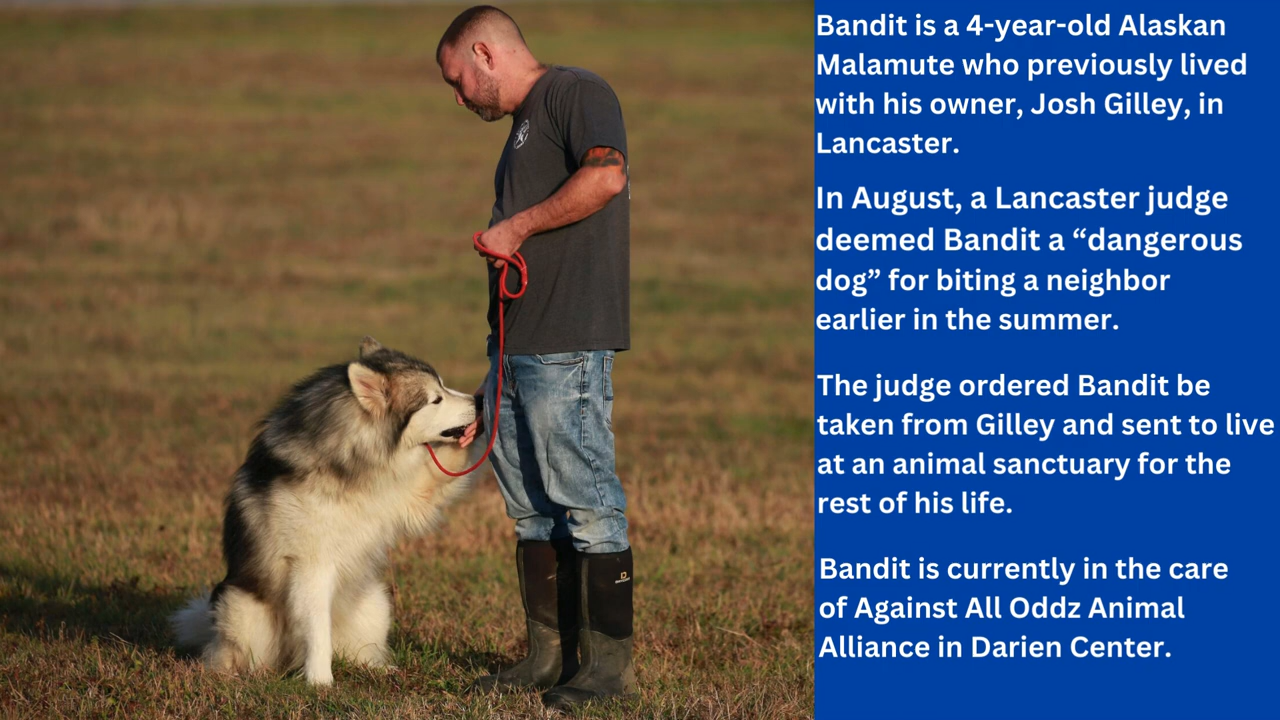 Bandit is a 4-year-old Alaskan
Malamute who previously lived
with his owner, Josh Gilley, in
Lancaster.
In August, a Lancaster judge
deemed Bandit a “dangerous
dog” for biting a neighbor
earlier in the summer.
The judge ordered Bandit be
taken from Gilley and sent to live
at an animal sanctuary for the
rest of his life.
Bandit is currently in the care
of Against All Oddz Animal
Alliance in Darien Center.